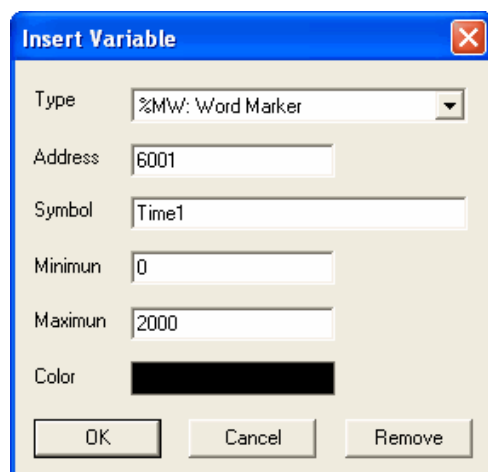 Insert Variable
Type %MW: Word Marker
Address 6001
Symbol Time1
Minimun 0
Maximun 2000
Color
OK Cancel Remove